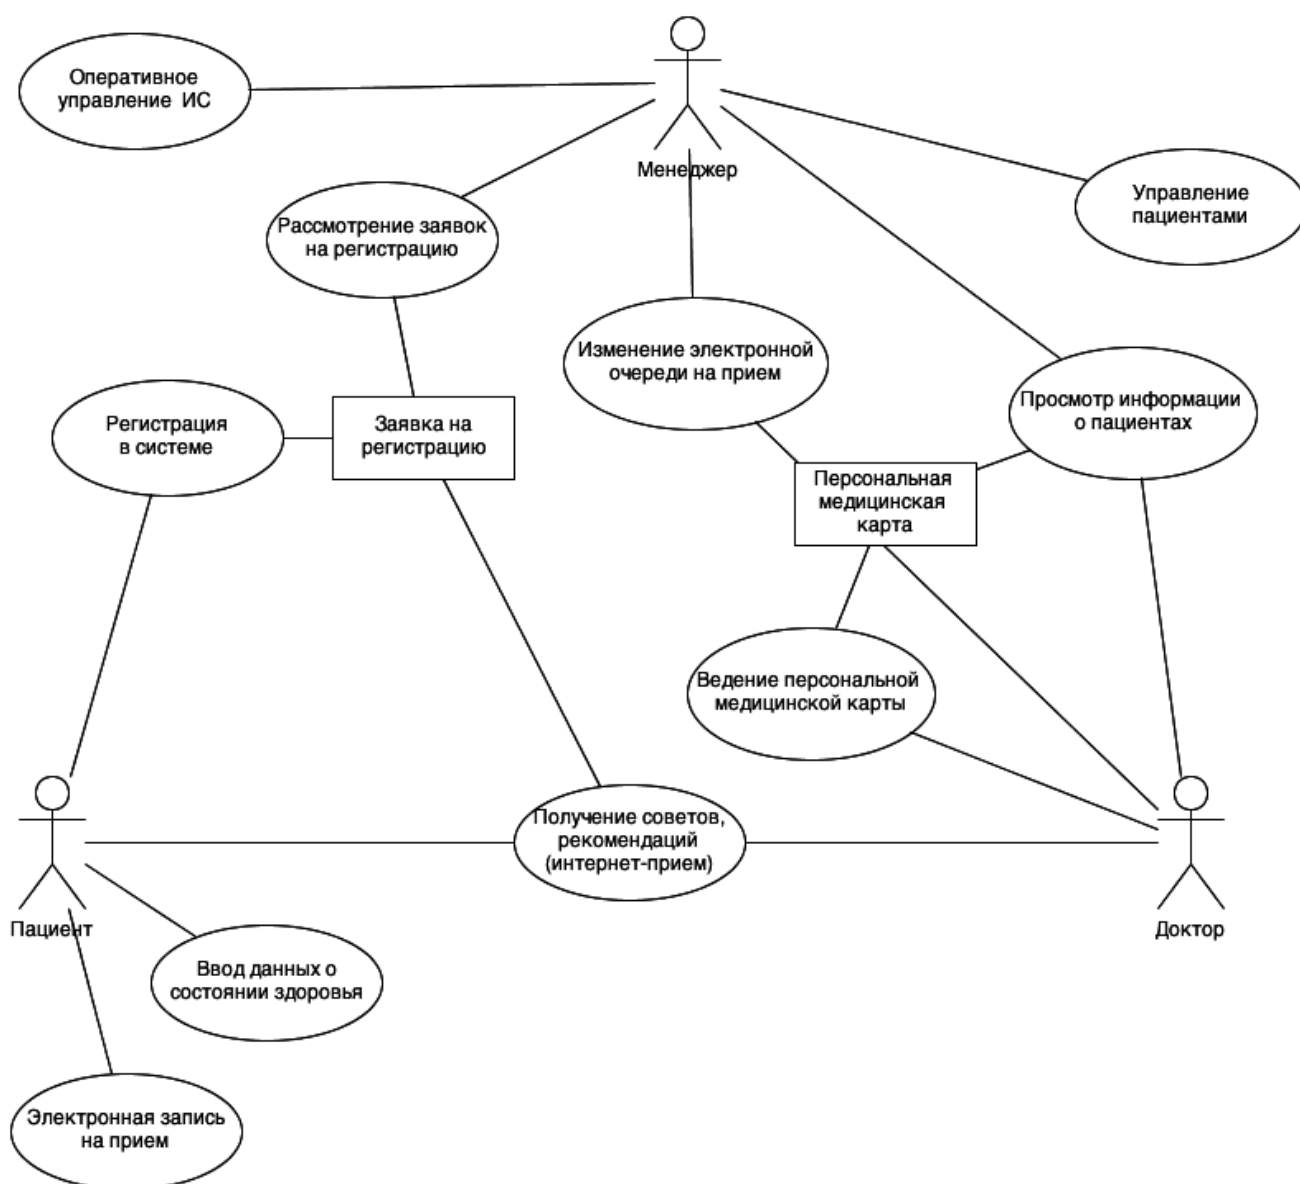 Оперативное
управление ИС
Менеджер
Управление
пациентами
Рассмотрение заявок
на регистрацию
Изменение электронной
очереди на прием
Просмотр информации
о пациентах
Регистрация
в системе
Заявка на
регистрацию
Персональная
медицинская
карта
Ведение персональной
медицинской карты
Получение советов,
рекомендаций
(интернет-прием)
Пациент
Доктор
Ввод данных о
состоянии здоровья
Электронная запись
на прием